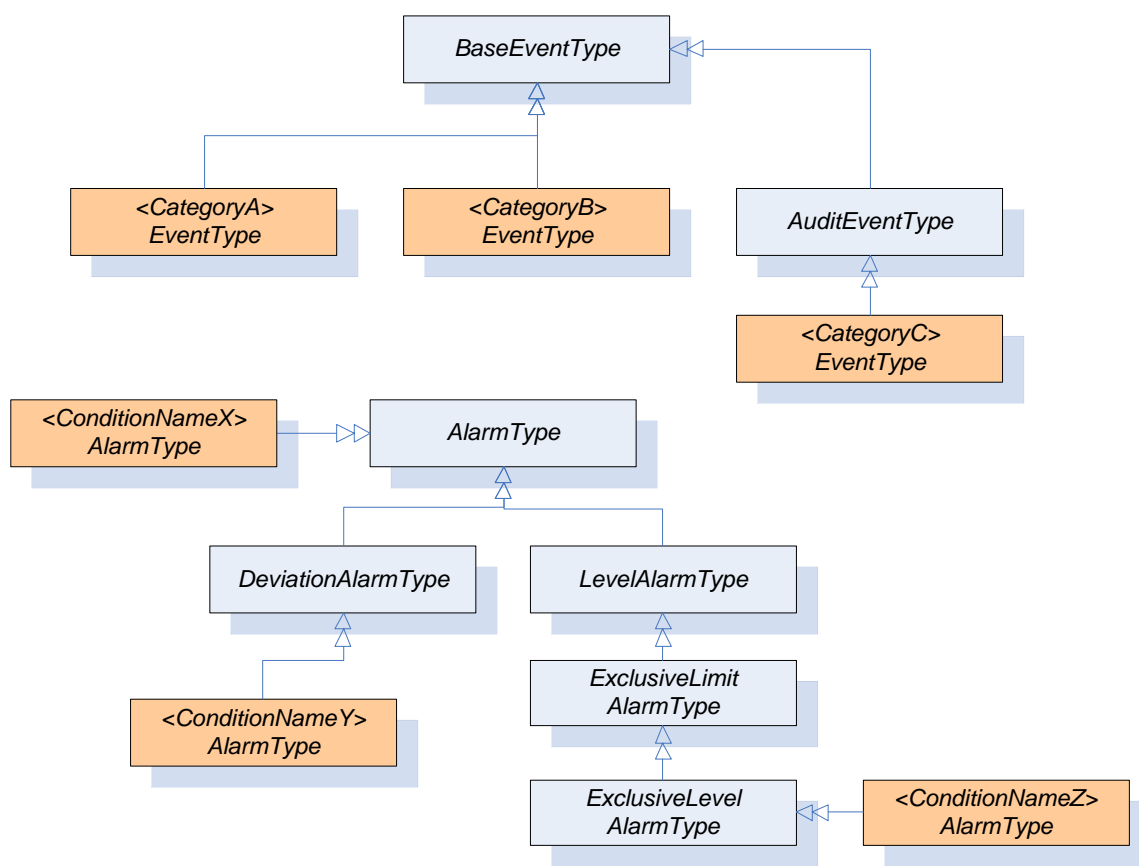 BaseEventType
<CategoryA>
EventType
<CategoryB>
EventType
AuditEventType
<CategoryC>
EventType
<ConditionNameX>
AlarmType
AlarmType
DeviationAlarmType
LevelAlarmType
ExclusiveLimit
AlarmType
<ConditionNameY>
AlarmType
ExclusiveLevel
AlarmType
<ConditionNameZ>
AlarmType